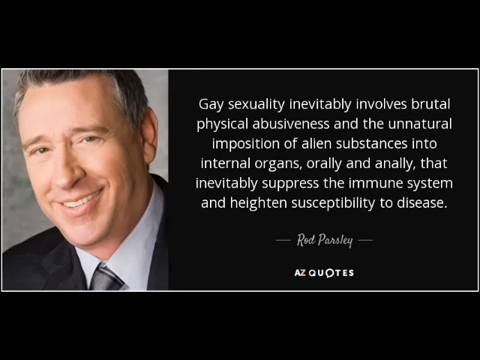 Gay sexuality inevitably involves brutal
physical abusiveness and the unnatural
imposition of alien substances into
internal organs, orally and anally, that
inevitably suppress the immune system
and heighten susceptibility to disease.
— Rod Parsley —
AZ QUOTES